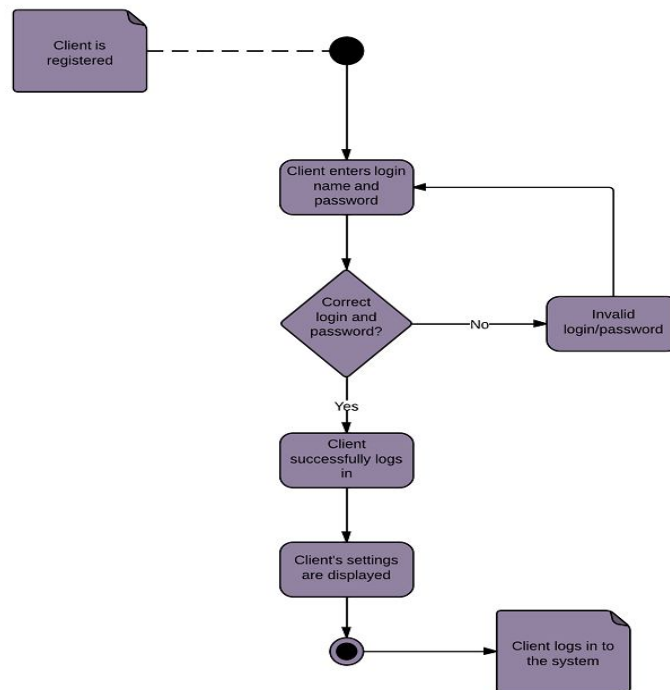 Client is
registered
Client enters login
name and
password
Correct
login and
password?
No
Invalid
login/password
Yes
Client
successfully logs
in
Client's settings
are displayed
Client logs in to
the system